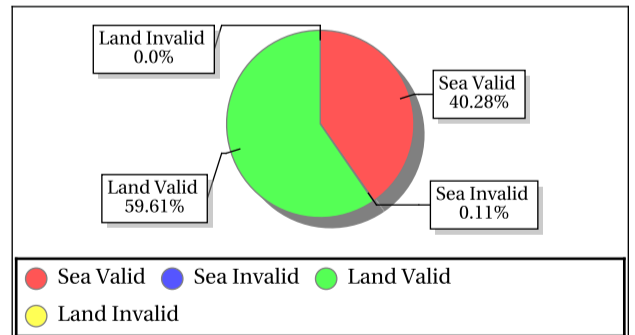 Land Invalid
0.0%
Sea Valid
40.28%
Land Valid
59.61%
Sea Invalid
0.11%
Sea Valid Sea Invalid Land Valid
Land Invalid